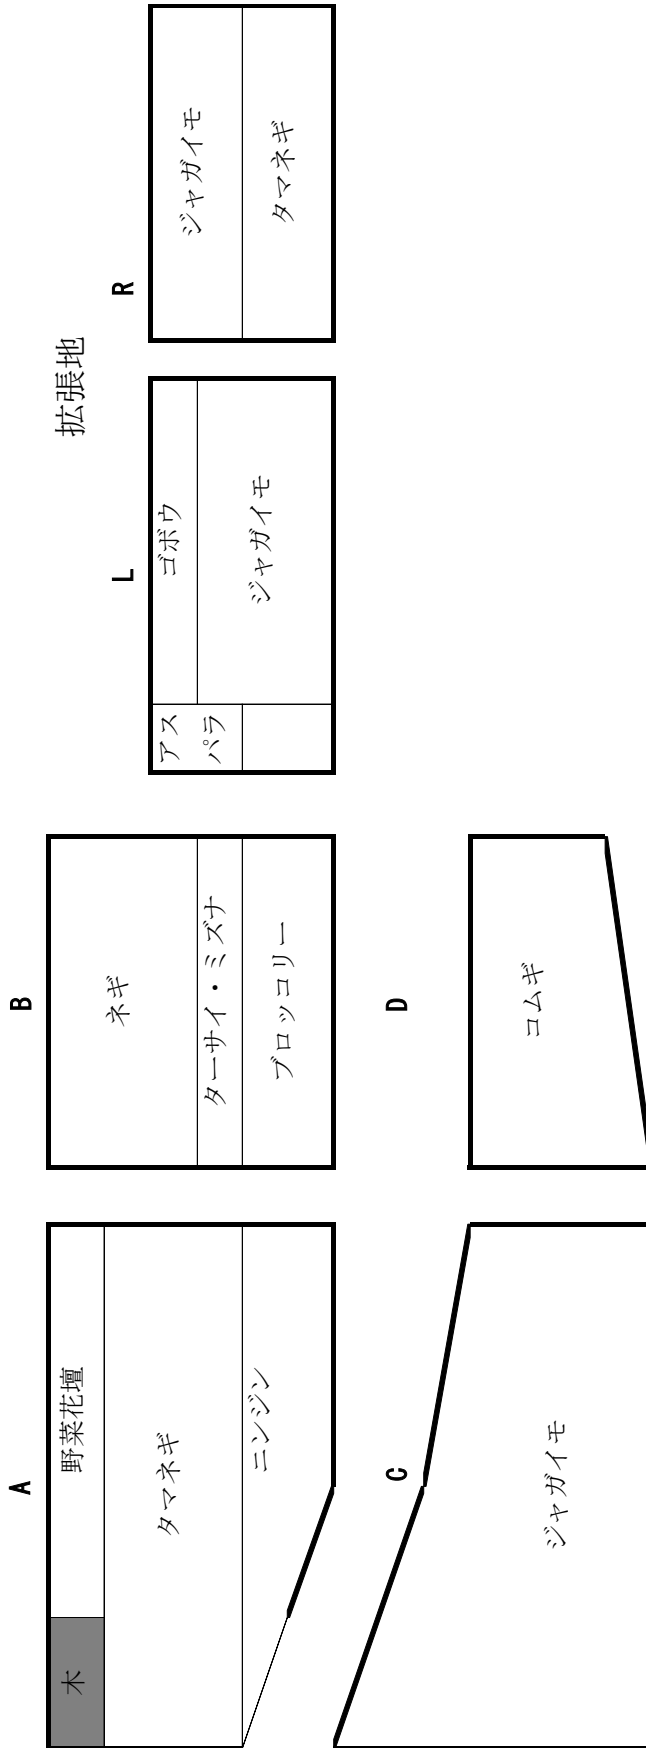 A
木
野菜花壇
タマネギ
ニンジン
B
ネギ
ターサイ・ミズナ
ブロッコリー
拡張地
L
アス
パラ
ゴボウ
ジャガイモ
R
ジャガイモ
タマネギ
C
ジャガイモ
D
コムギ